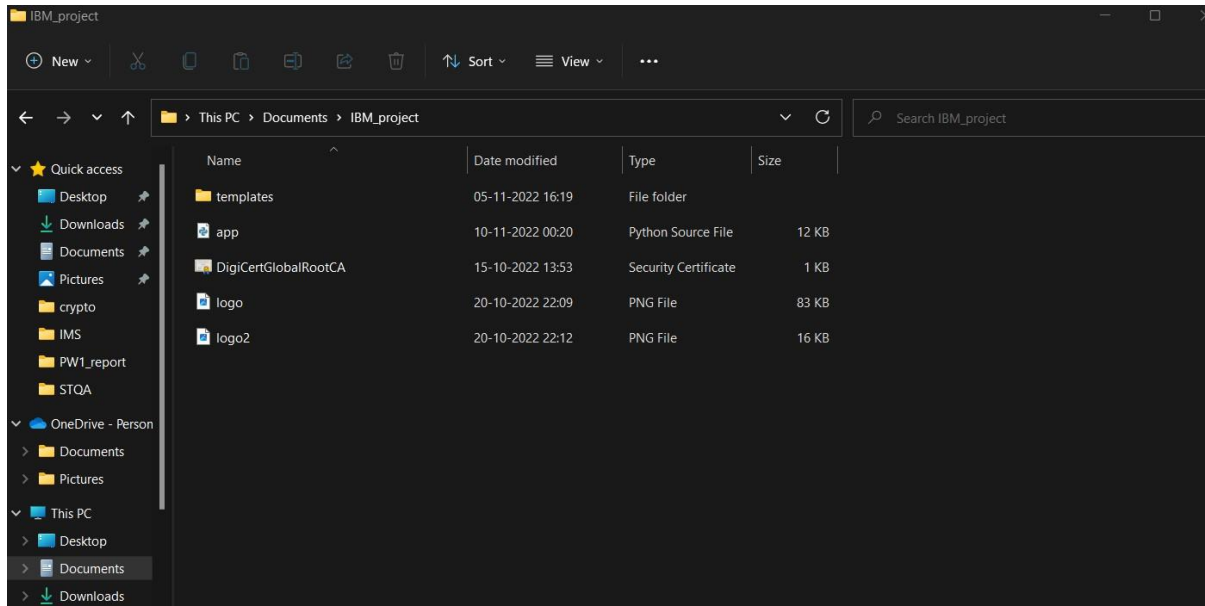 IBM_project
New Sort View
This PC > Documents > IBM_project Search IBM_project
Name Date modified Type Size
Quick access
Desktop
Downloads
Documents
Pictures
crypto
IMS
PW1_report
STQA
OneDrive - Person
Documents
Pictures
This PC
Desktop
Documents
Downloads
templates 05-11-2022 16:19 File folder
app 10-11-2022 00:20 Python Source File 12 KB
DigiCertGlobalRootCA 15-10-2022 13:53 Security Certificate 1 KB
logo 20-10-2022 22:09 PNG File 83 KB
logo2 20-10-2022 22:12 PNG File 16 KB